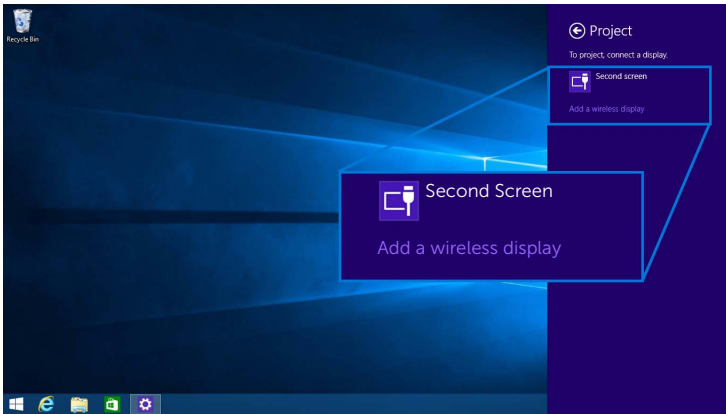 Recycle Bin
Project
To project, connect a display.
Second screen
Add a wireless display
Second Screen
Add a wireless display